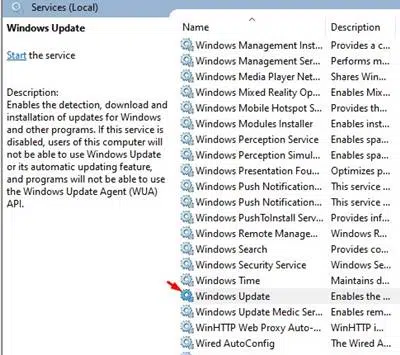 Services (Local)
Windows Update
Start the service
Description:
Enables the detection, download and
installation of updates for Windows
and other programs. If this service is
disabled, users of this computer will
not be able to use Windows Update
or its automatic updating feature,
and programs will not be able to use
the Windows Update Agent (WUA)
API.
Name Description
Windows Management Inst... Provides a c...
Windows Management Ser... Performs m...
Windows Media Player Net... Shares Win...
Windows Mixed Reality Op... Enables Mix...
Windows Mobile Hotspot S... Provides th...
Windows Modules Installer Enables inst...
Windows Perception Service Enables spa...
Windows Perception Simul... Enables spa...
Windows Presentation Fou... Optimizes p...
Windows Push Notification... This service ...
Windows Push Notification... This service ...
Windows PushToInstall Serv... Provides inf...
Windows Remote Manage... Windows R...
Windows Search Provides co...
Windows Security Service Windows Se...
Windows Time Maintains d...
Windows Update Enables the ...
Windows Update Medic Ser... Enables rem...
WinHTTP Web Proxy Auto-... WinHTTP i...
Wired AutoConfig The Wired A...